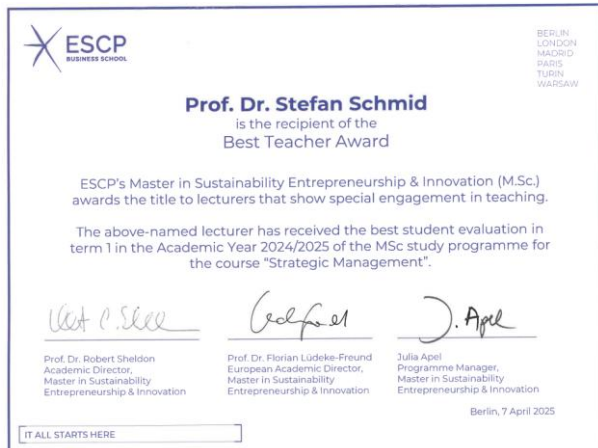 ESCP
BUSINESS SCHOOL
BERLIN
LONDON
MADRID
PARIS
TURIN
WARSAW
Prof. Dr. Stefan Schmid
is the recipient of the
Best Teacher Award
ESCP's Master in Sustainability Entrepreneurship & Innovation (M.Sc.)
awards the title to lecturers that show special engagement in teaching.
The above-named lecturer has received the best student evaluation in
term 1 in the Academic Year 2024/2025 of the MSc study programme for
the course "Strategic Management".
J. Apel
Prof. Dr. Robert Sheldon
Academic Director,
Master in Sustainability
Entrepreneurship & Innovation
Prof. Dr. Florian Lüdeke-Freund
European Academic Director,
Master in Sustainability
Entrepreneurship & Innovation
Julia Apel
Programme Manager,
Master in Sustainability
Entrepreneurship & Innovation
Berlin, 7 April 2025
IT ALL STARTS HERE